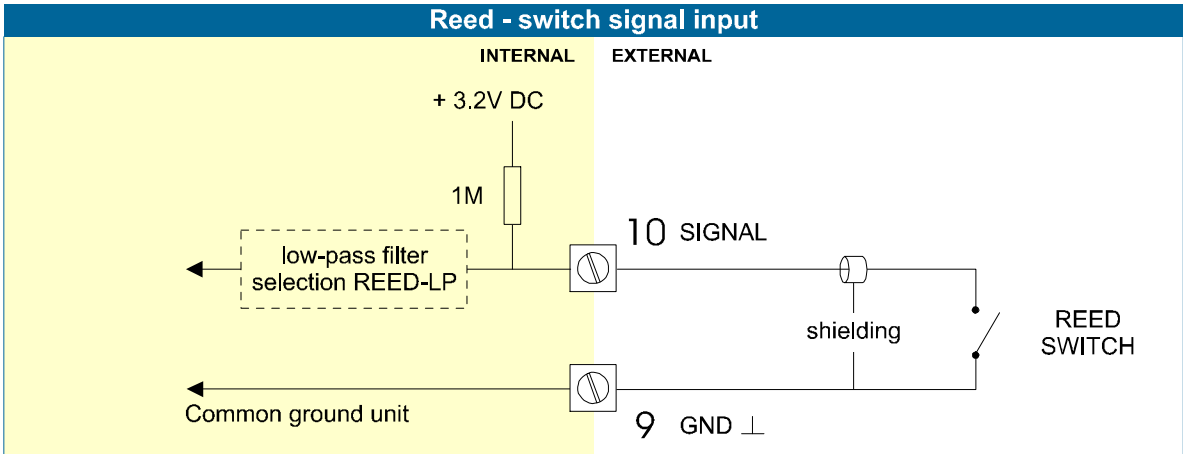 Reed - switch signal input
INTERNAL
EXTERNAL
+ 3.2V DC
1M
10 SIGNAL
low-pass filter
selection REED-LP
shielding
REED
SWITCH
Common ground unit
9 GND ⊥